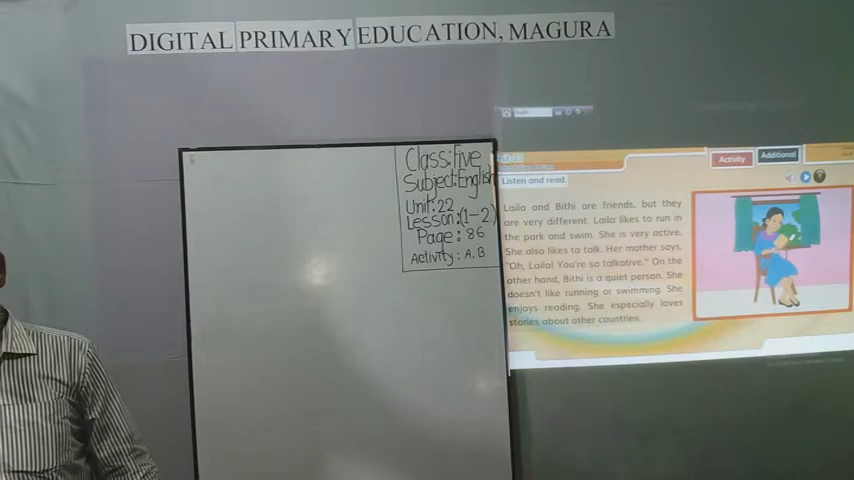 DIGITAL PRIMARY EDUCATION, MAGURA
Class: Five
Subject: English
Unit: 22
Lesson: (1-2)
Page: 86
Activity: A.B
Activity
Additional
Listen and read.
Laila and Bithi are friends, but they
are very different. Laila likes to run in
the park and swim. She is very active.
She also likes to talk. Her mother says,
"Oh, Laila! You're so talkative." On the
other hand, Bithi is a quiet person. She
doesn't like running or swimming. She
enjoys reading. She especially loves
stories about other countries.